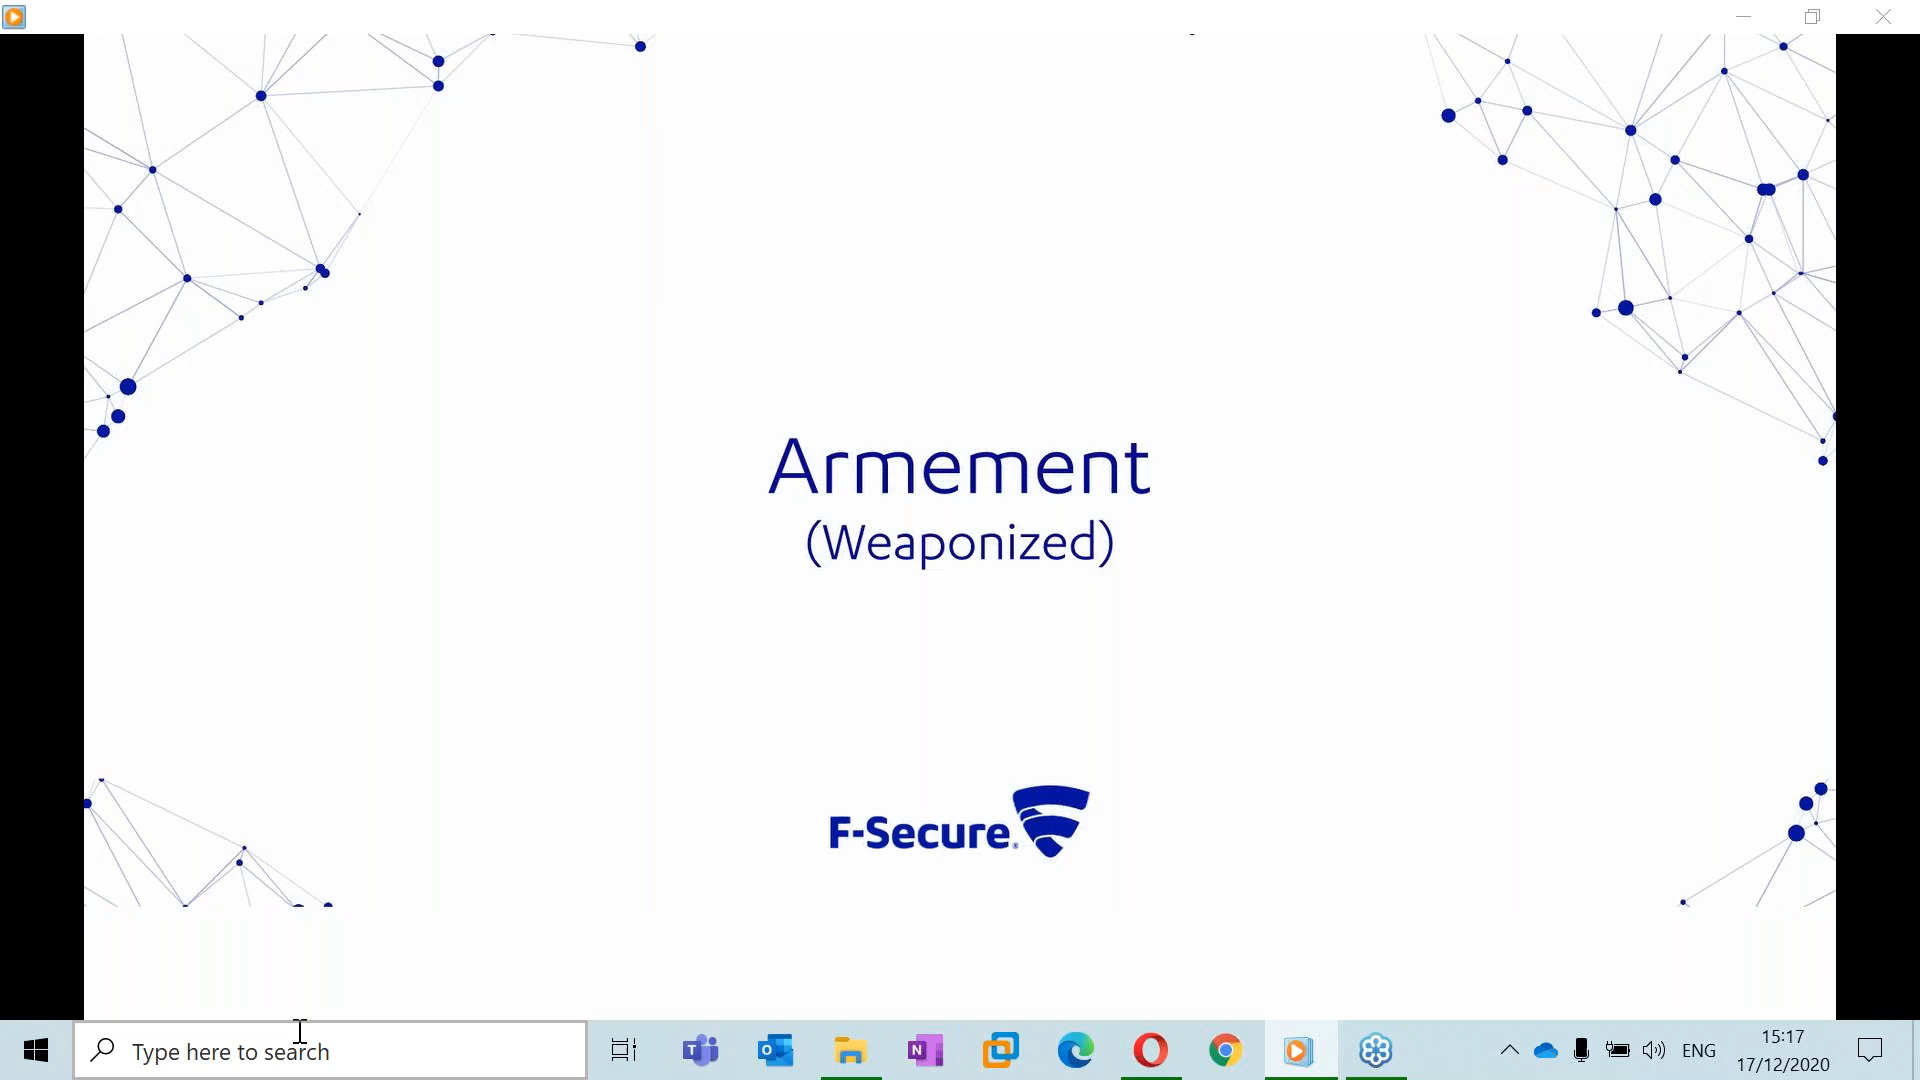 Armement
(Weaponized)
F-Secure®
Type here to search
ENG
15:17
17/12/2020